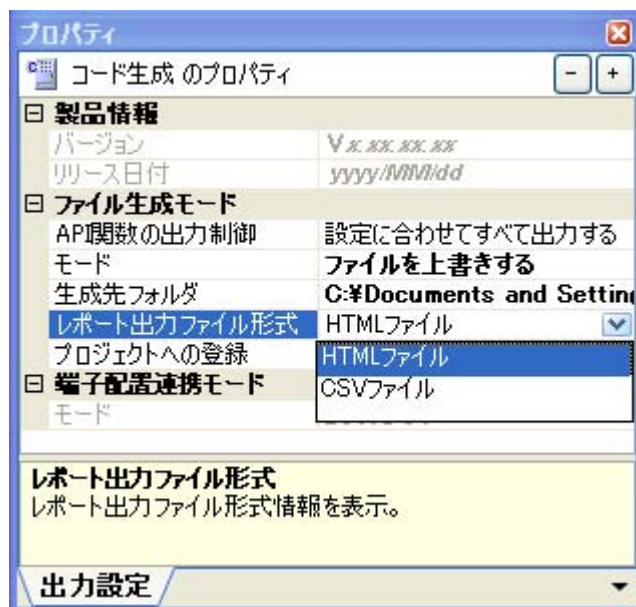 プロパティ
コード生成 のプロパティ
製品情報
バージョン Vx.xx.xx.xx
リリース日付 yyyy/MM/dd
ファイル生成モード
API関数の出力制御 設定に合わせてすべて出力する
モード ファイルを上書きする
生成先フォルダ C:¥Documents and Settin
レポート出力ファイル形式 HTMLファイル
プロジェクトへの登録 HTMLファイル
端子配置連携モード CSVファイル
モード
レポート出力ファイル形式
レポート出力ファイル形式情報を表示。
出力設定